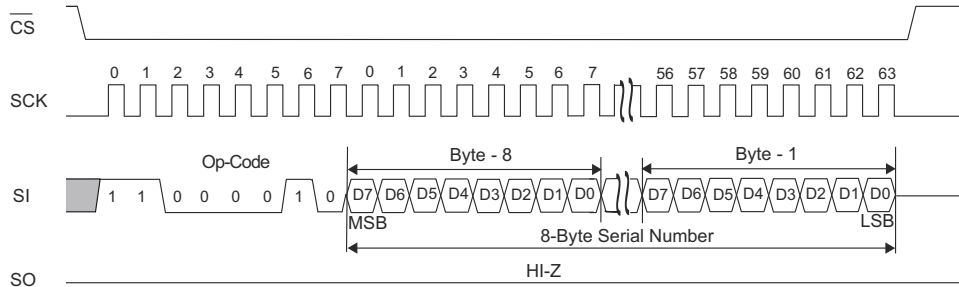 CS
0 1 2 3 4 5 6 7 0 1 2 3 4 5 6 7 56 57 58 59 60 61 62 63
SCK
Op-Code Byte - 8 Byte - 1
SI 1 1 0 0 0 0 1 0 D7 D6 D5 D4 D3 D2 D1 D0 D7 D6 D5 D4 D3 D2 D1 D0
MSB LSB
8-Byte Serial Number
HI-Z
SO